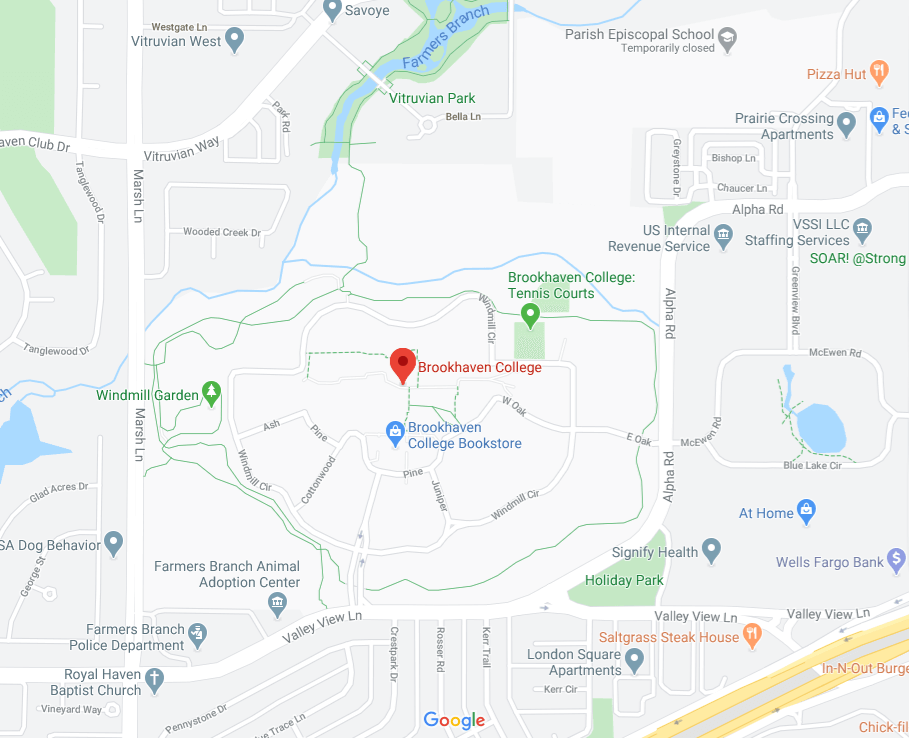 Westgate Ln
Savoye
Vitruvian West
Farmers Branch
Parish Episcopal School
Temporarily closed
Pizza Hut
Vitruvian Park
Park Rd
Bella Ln
Prairie Crossing
Apartments
Fe
& S
aven Club Dr
Vitruvian Way
Greystone Dr
Bishop Ln
Chaucer Ln
Tanglewood Dr
Marsh Ln
Alpha Rd
Wooded Creek Dr
US Internal
Revenue Service
VSSI LLC
Staffing Services
SOAR! @Strong
Brookhaven College:
Tennis Courts
Windmill Cir
Alpha Rd
Greenview Blvd
Tanglewood Dr
McEwen Rd
Brookhaven College
Windmill Garden
ch
W Oak
Marsh Ln
Ash
Pine
Brookhaven
College Bookstore
E Oak
McEwen Rd
Windmill Cir
Cottonwood
Pine
Juniper
Blue Lake Cir
Alpha Rd
Glad Acres Dr
Windmill Cir
At Home
SA Dog Behavior
George St
Signify Health
Wells Fargo Bank
Farmers Branch Animal
Adoption Center
Holiday Park
Valley View Ln
Valley View Ln
Valley View Ln
Farmers Branch
Police Department
Crestpark Dr
Rosser Rd
Kerr Trail
Saltgrass Steak House
London Square
Apartments
In-N-Out Burge
Royal Haven
Baptist Church
Kerr Cir
Vineyard Way
Pennystone Dr
ue Trace Ln
Google
Chick-fil